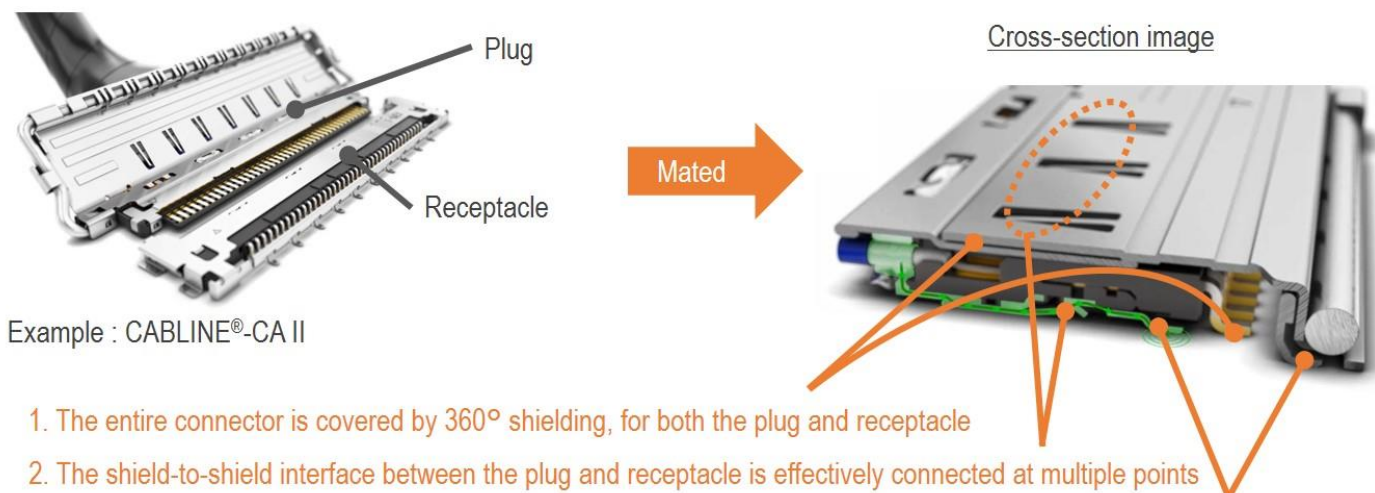 Plug
Cross-section image
Mated
Receptacle
Example : CABLINE®-CA II
1. The entire connector is covered by 360° shielding, for both the plug and receptacle
2. The shield-to-shield interface between the plug and receptacle is effectively connected at multiple points